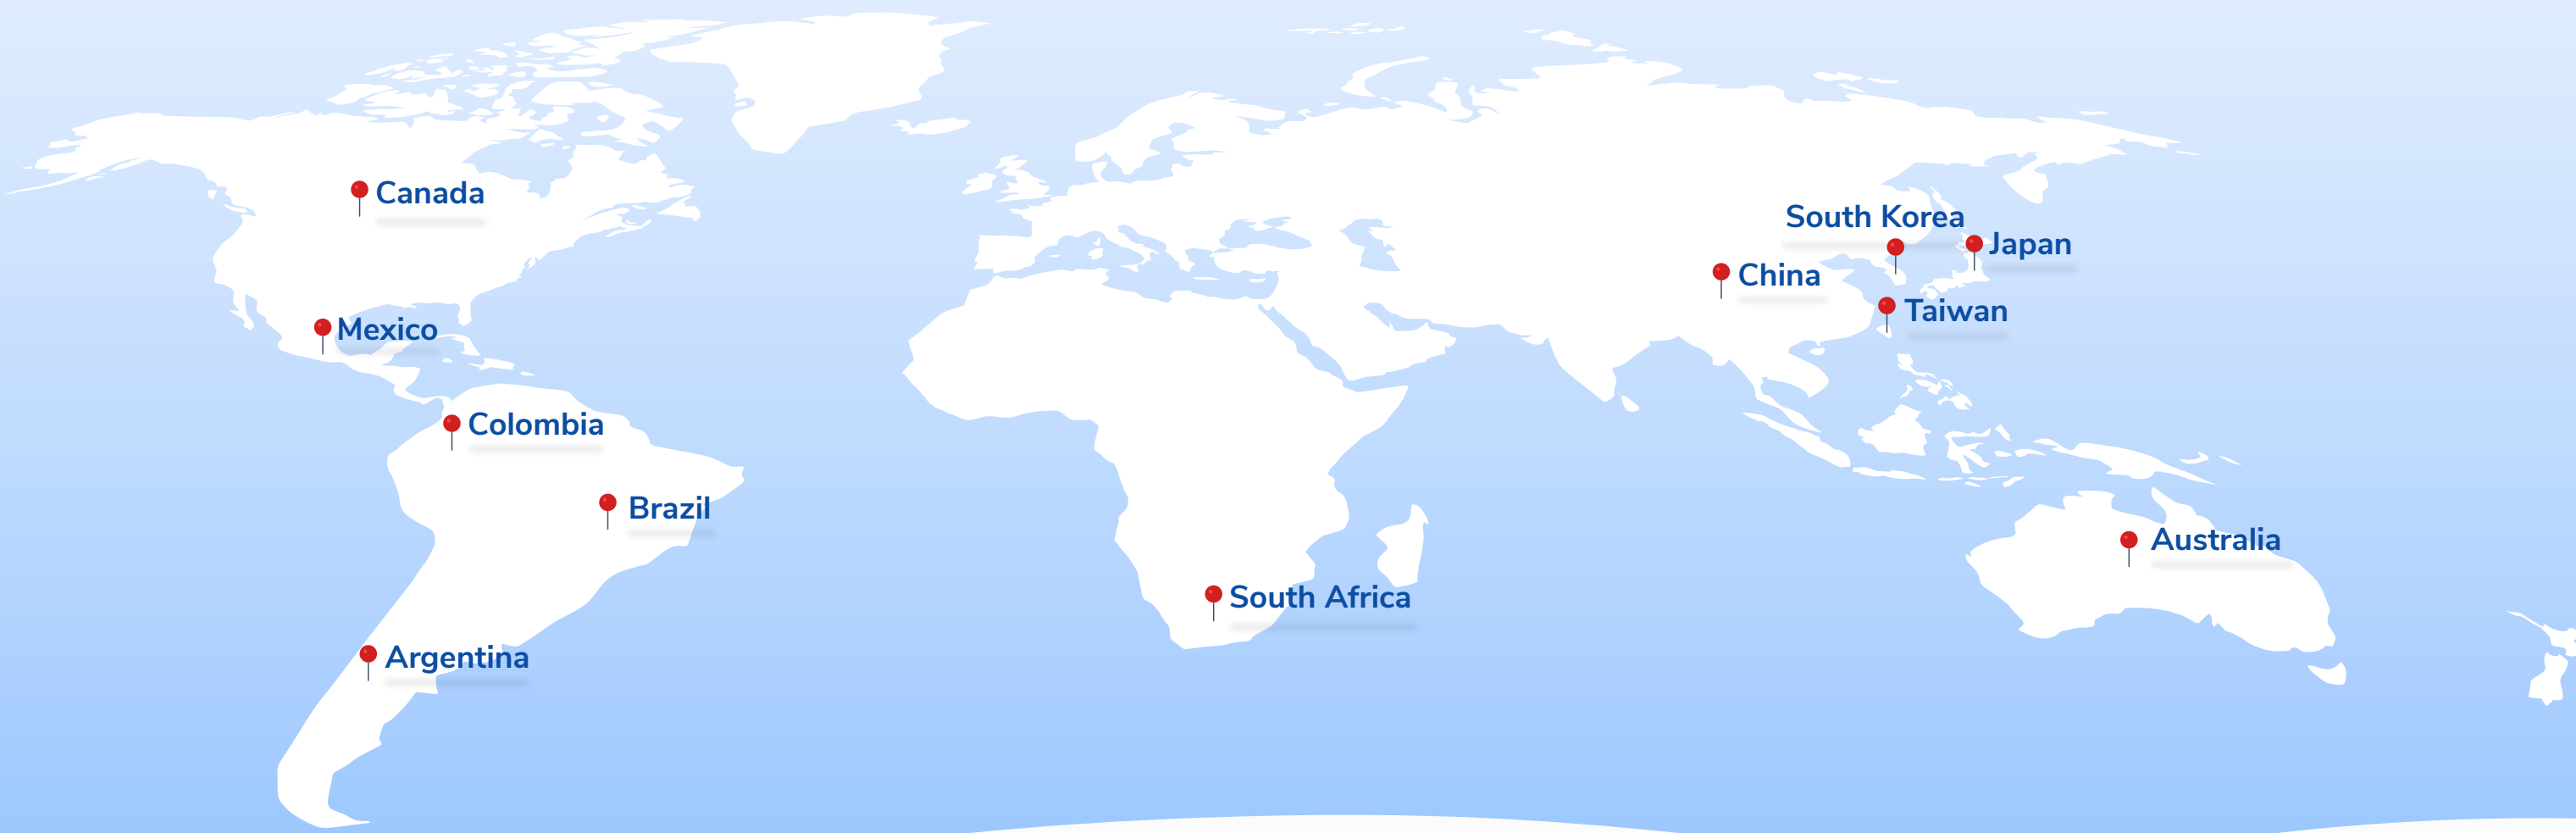 Canada
South Korea
Japan
China
Taiwan
Mexico
Colombia
Brazil
Australia
South Africa
Argentina